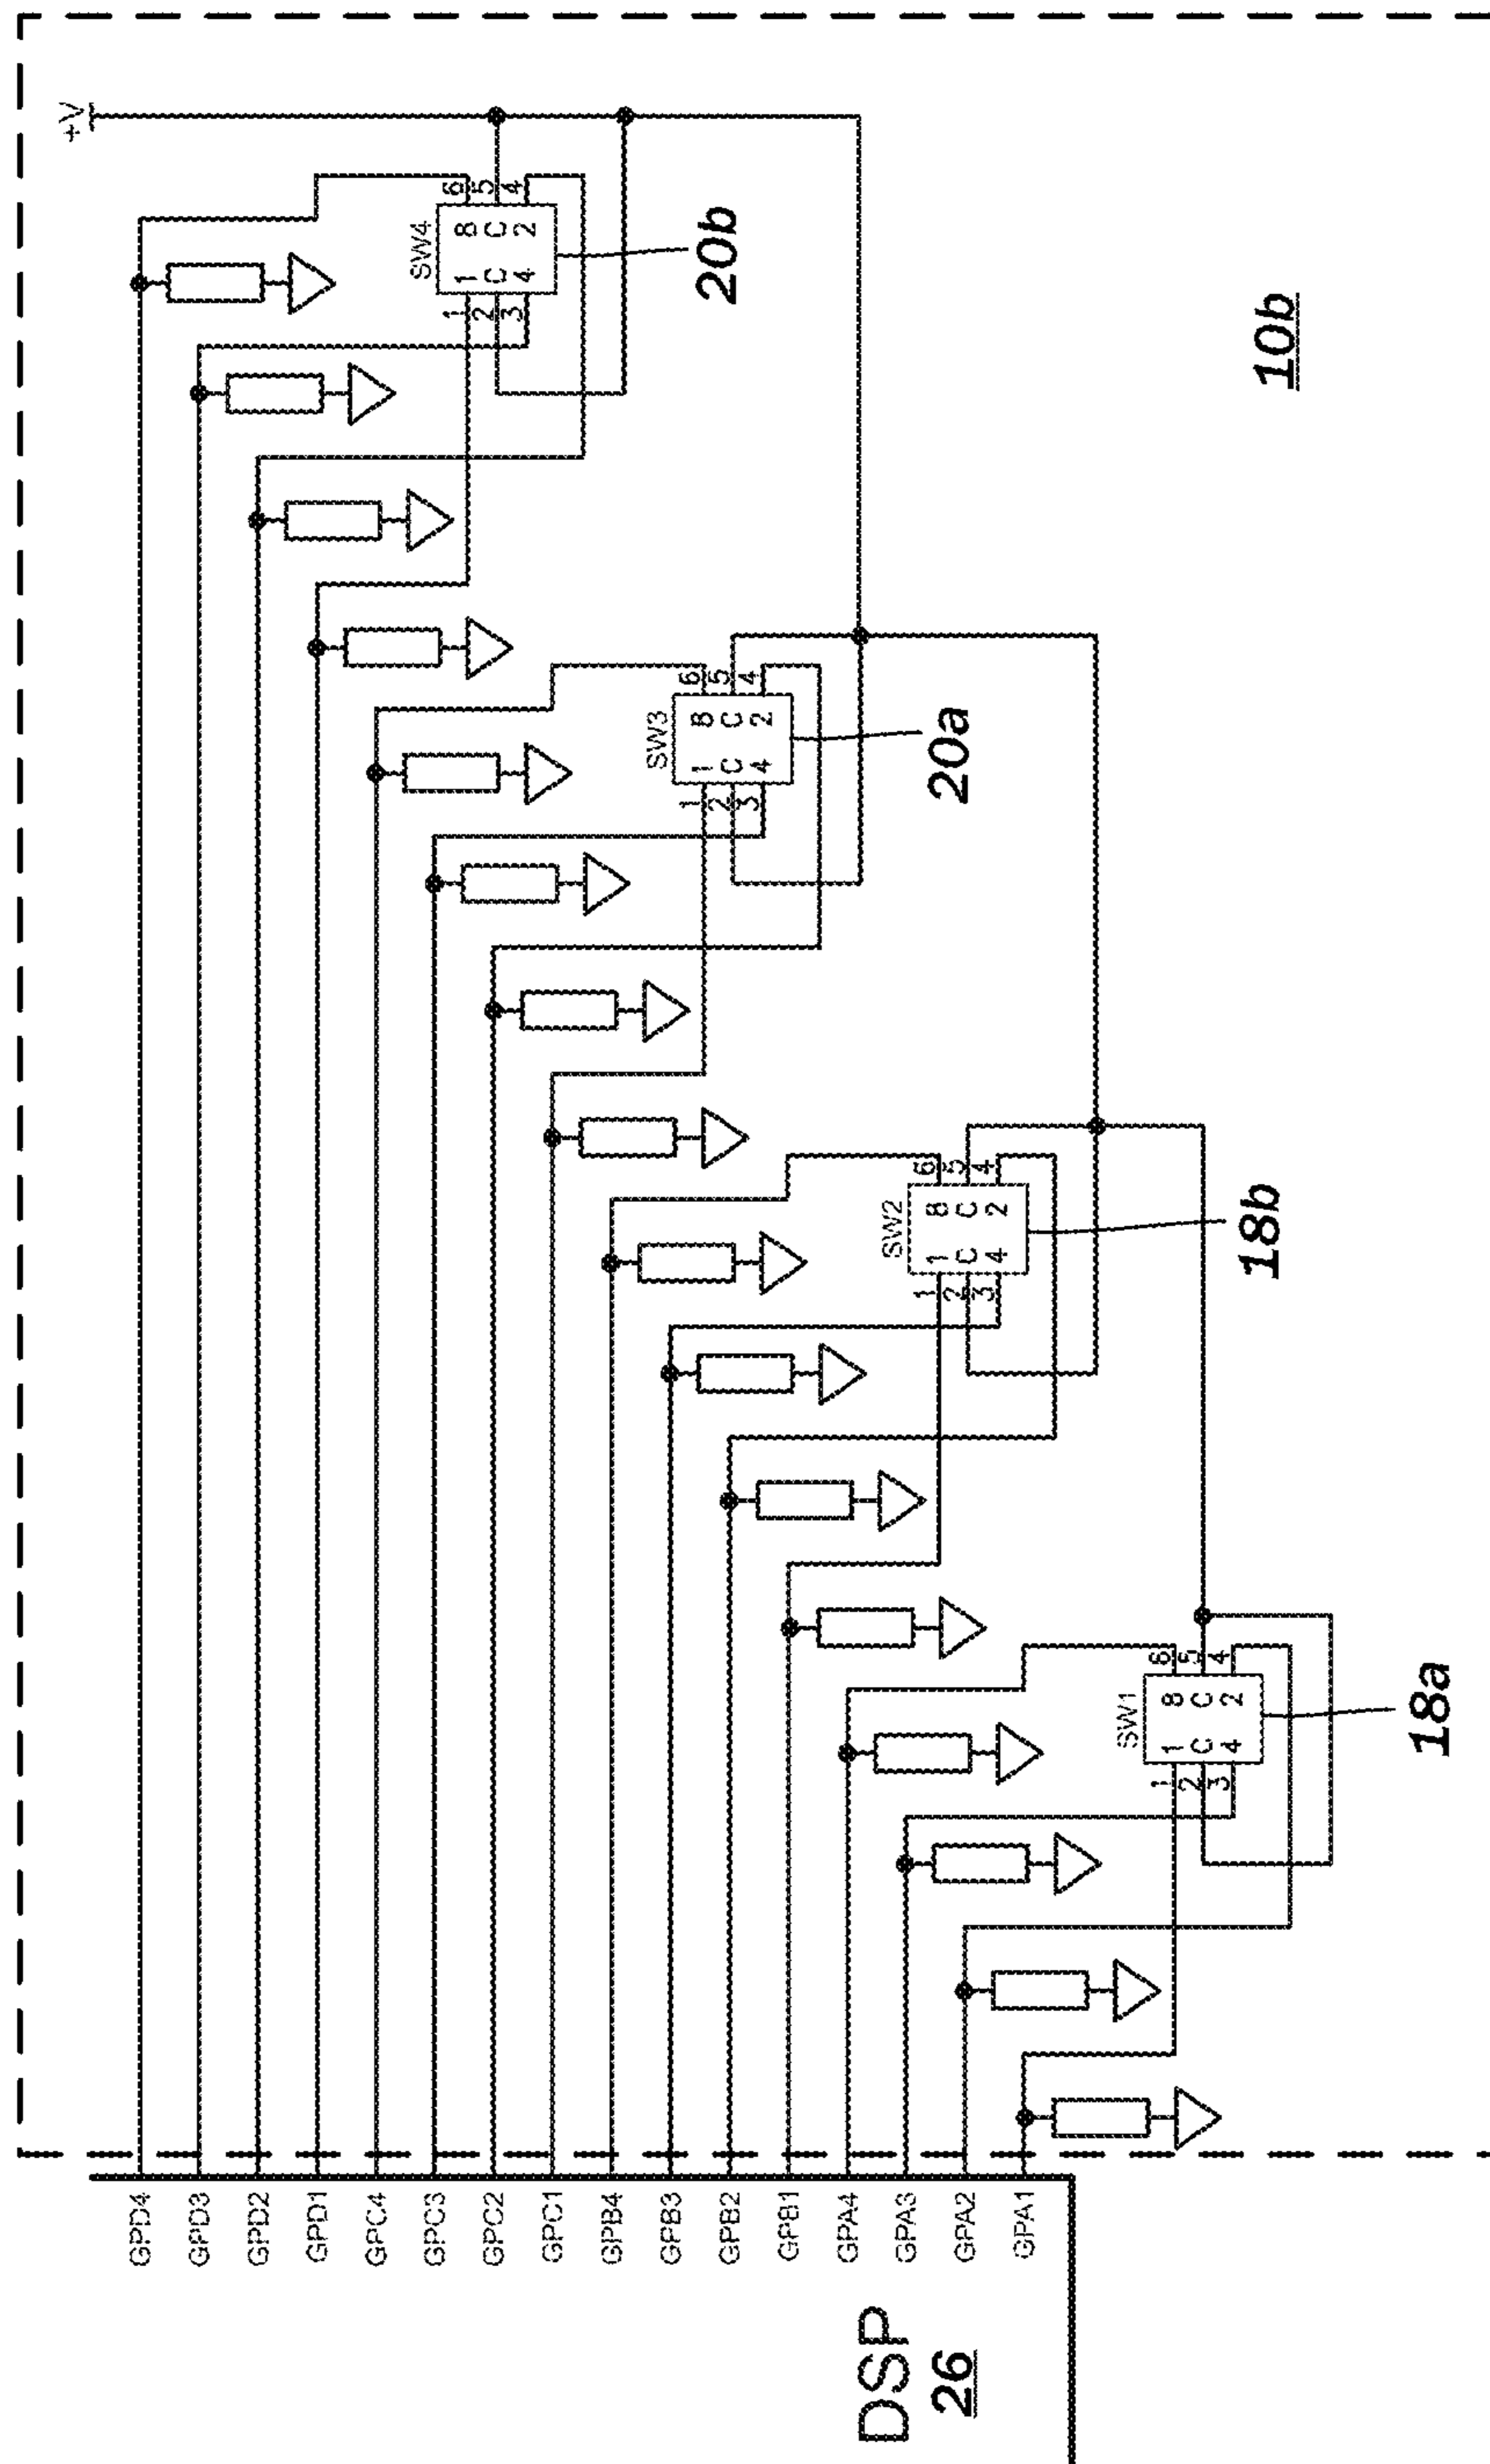 +V
GPD4
GPD3
GPD2
GPD1
GPC4
GPC3
GPC2
GPC1
GPB4
GPB3
GPB2
GPB1
GPA4
GPA3
GPA2
GPA1
DSP
26
SW4
1 8
C C
4 2
1 6
2 5
3 4
20b
SW3
1 8
C C
4 2
1 6
2 5
3 4
20a
SW2
1 8
C C
4 2
1 6
2 5
3 4
18b
SW1
1 8
C C
4 2
1 6
2 5
3 4
18a
10b